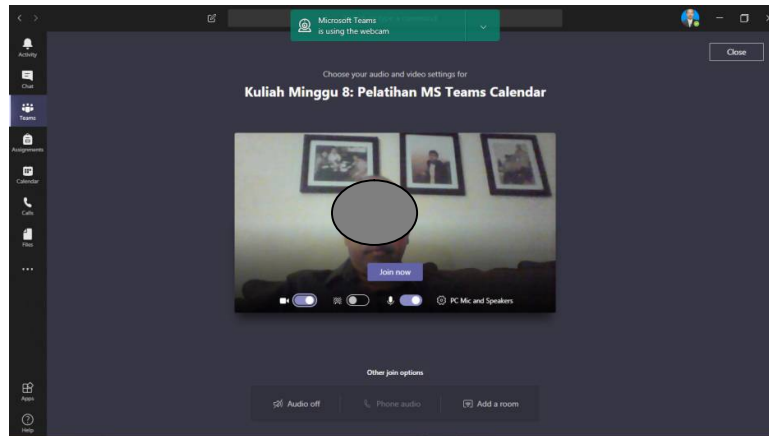 Microsoft Teams
is using the webcam
Activity
Chat
Teams
Assignments
Calendar
Calls
Files
Apps
Help
Close
Choose your audio and video settings for
Kuliah Minggu 8: Pelatihan MS Teams Calendar
Join now
PC Mic and Speakers
Other join options
Audio off
Phone audio
Add a room